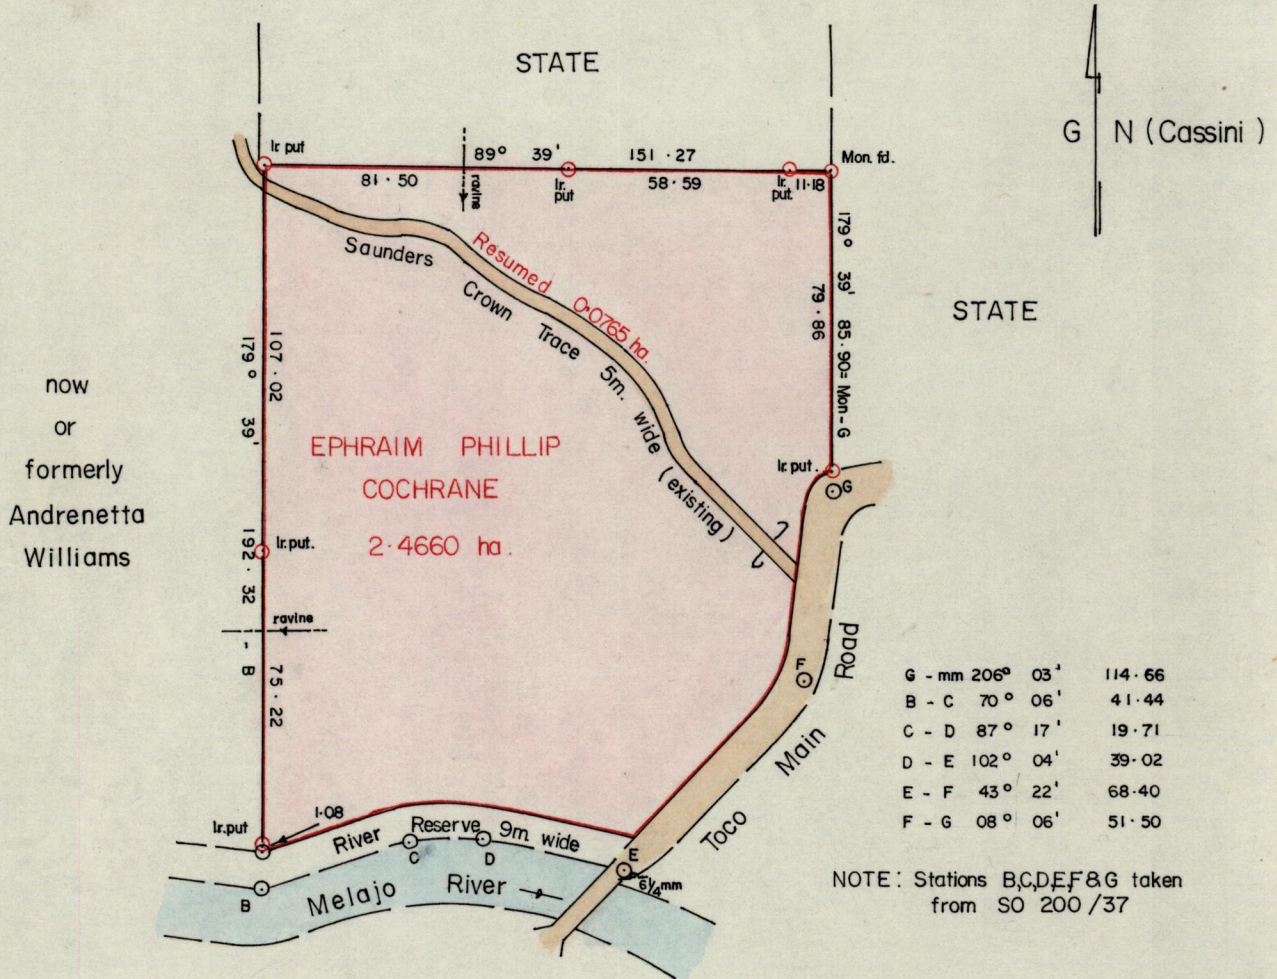 STATE
G N (Cassini)
Ir put
89° 39' 151·27
Mon. fd.
81·50
ravine
Ir. put
58·59
Ir. put.
11·18
179° 39' 85·90= Mon-G
79·86
STATE
Saunders Crown Trace 5m. wide (existing)
Resumed 0·0765 ha.
now
or
formerly
Andrenetta
Williams
107·02
179° 39' 192·32 - B
EPHRAIM PHILLIP
COCHRANE
2·4660 ha.
Ir. put.
G
Ir.put.
ravine
75·22
F
Toco Main Road
G - mm 206° 03' 114·66
B - C 70° 06' 41·44
C - D 87° 17' 19·71
D - E 102° 04' 39·02
E - F 43° 22' 68·40
F - G 08° 06' 51·50
Ir.put
1·08
River Reserve 9m. wide
C
D
E
6¼mm
B
Melajo River
NOTE: Stations B,C,D,E,F&G taken
from SO 200/37